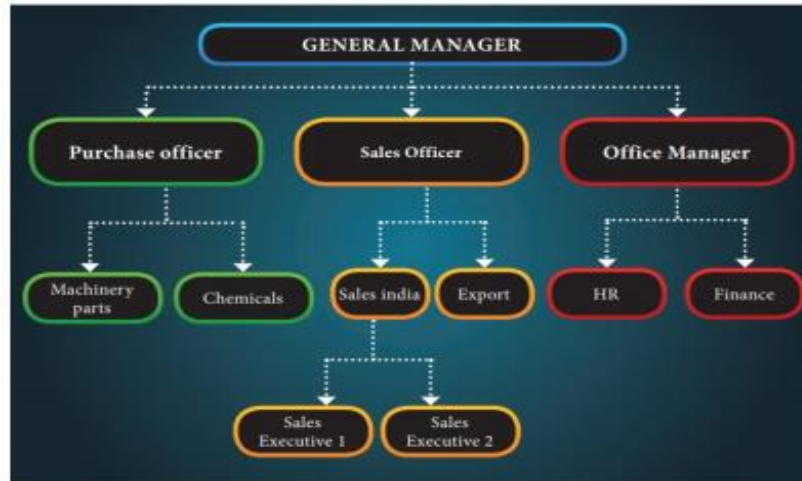 GENERAL MANAGER
Purchase officer
Sales Officer
Office Manager
Machinery
parts
Chemicals
Sales india
Export
HR
Finance
Sales
Executive 1
Sales
Executive 2